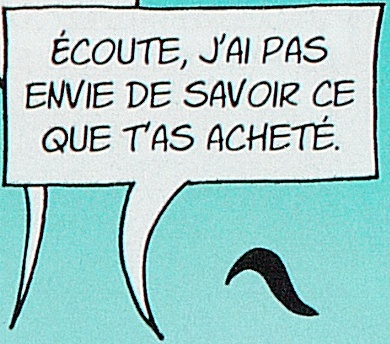 ÉCOUTE, J'AI PAS
ENVIE DE SAVOIR CE
QUE T'AS ACHETÉ.